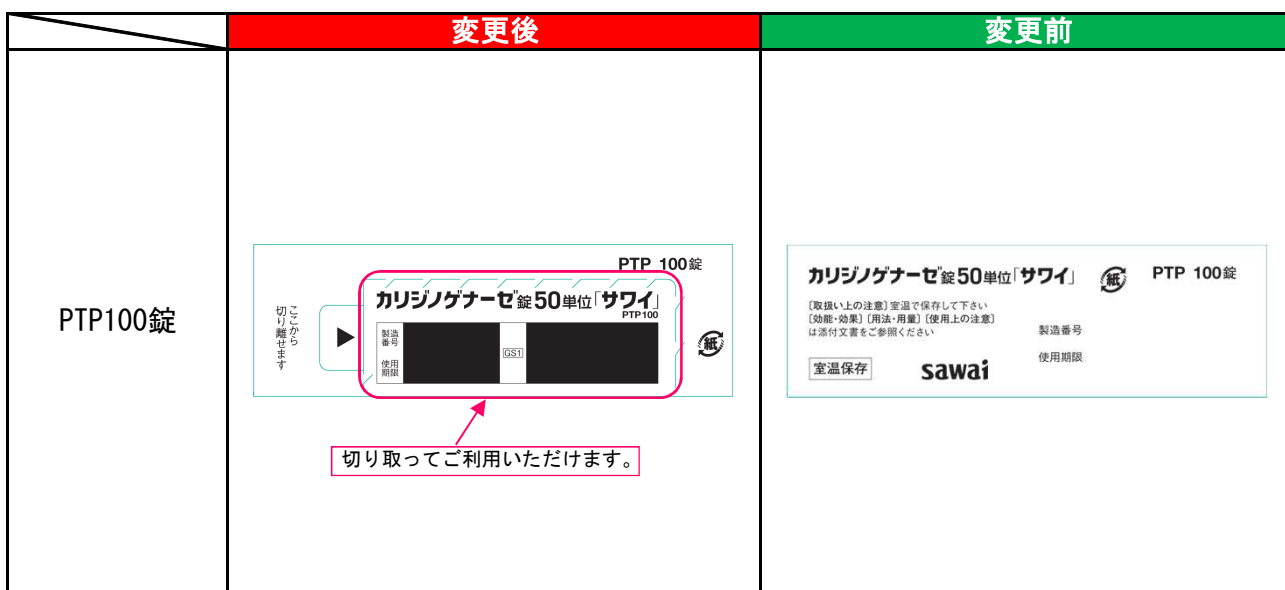 変更後
変更前
PTP100錠
PTP 100錠
カリジノゲナーゼ錠50単位「サワイ」
PTP100
ここから
切り離せます
▶
製造
番号
GS1
使用
期限
紙
切り取ってご利用いただけます。
カリジノゲナーゼ錠50単位「サワイ」
紙
PTP 100錠
〔取扱い上の注意〕室温で保存して下さい
〔効能・効果〕〔用法・用量〕〔使用上の注意〕
は添付文書をご参照ください
製造番号
使用期限
室温保存
sawai